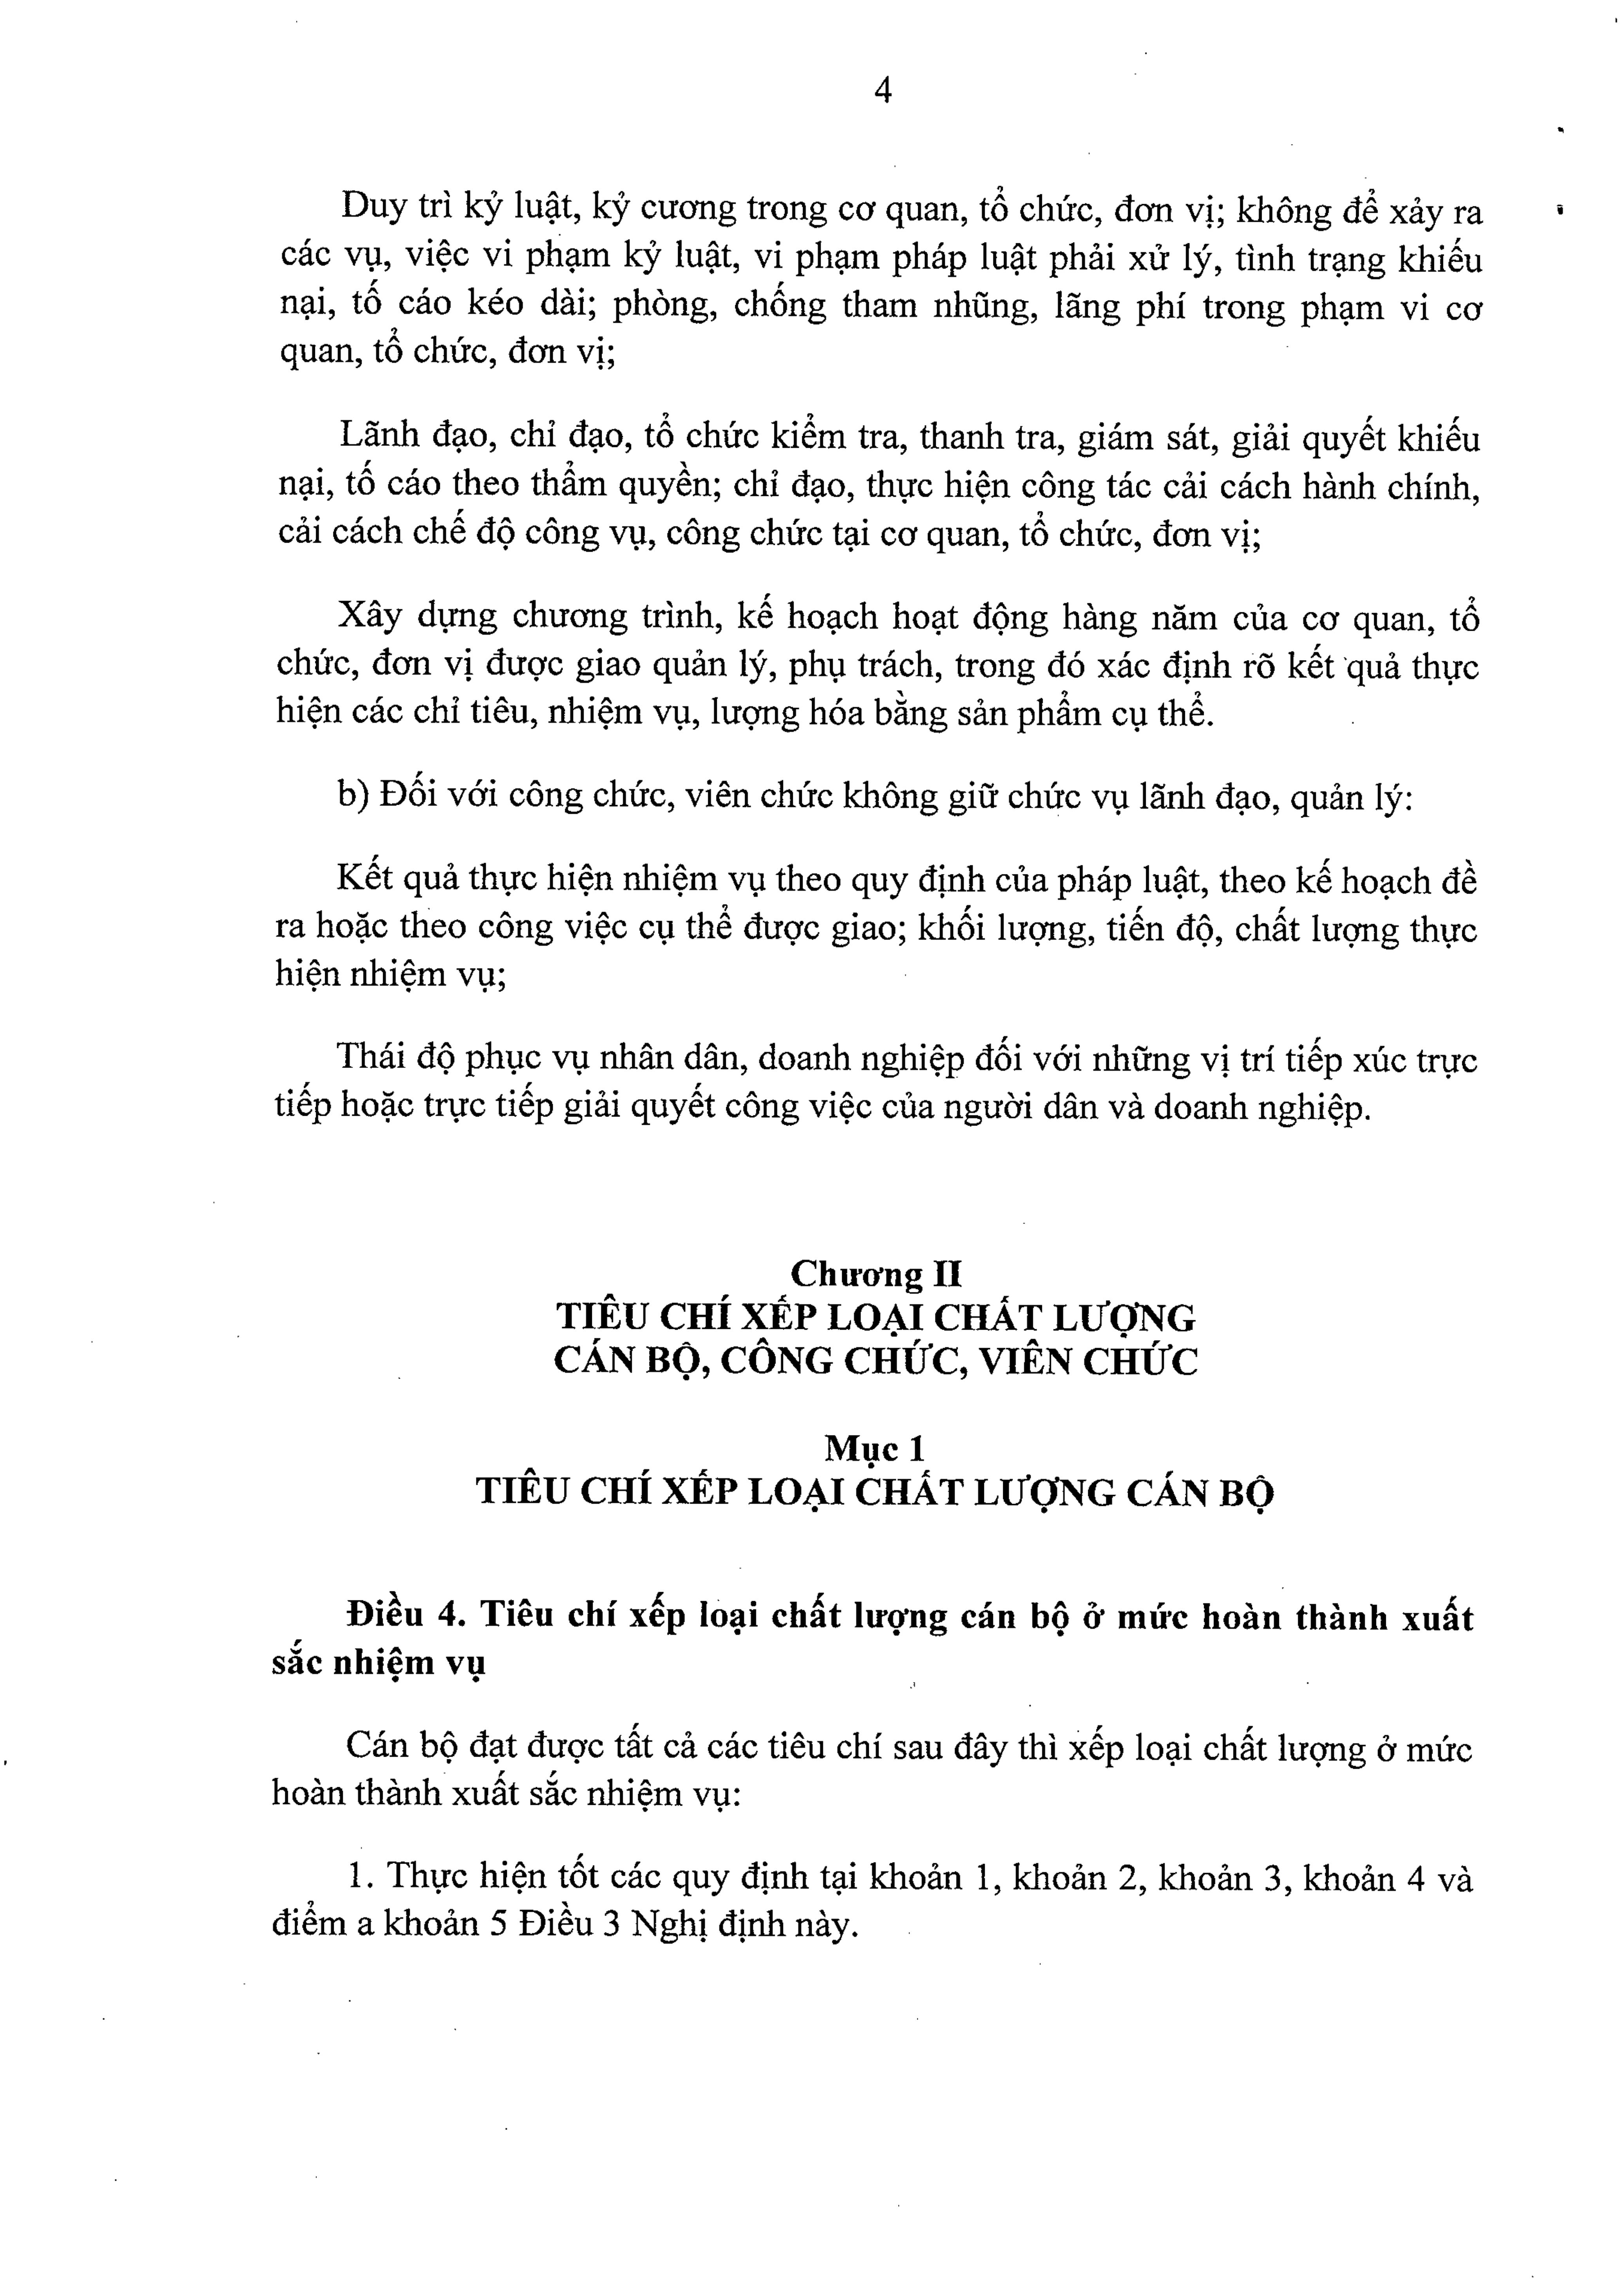 4
Duy trì kỷ luật, kỷ cương trong cơ quan, tổ chức, đơn vị; không để xảy ra
các vụ, việc vi phạm kỷ luật, vi phạm pháp luật phải xử lý, tình trạng khiếu
nại, tố cáo kéo dài; phòng, chống tham nhũng, lãng phí trong phạm vi cơ
quan, tổ chức, đơn vị;
Lãnh đạo, chỉ đạo, tổ chức kiểm tra, thanh tra, giám sát, giải quyết khiếu
nại, tố cáo theo thẩm quyền; chỉ đạo, thực hiện công tác cải cách hành chính,
cải cách chế độ công vụ, công chức tại cơ quan, tổ chức, đơn vị;
Xây dựng chương trình, kế hoạch hoạt động hàng năm của cơ quan, tổ
chức, đơn vị được giao quản lý, phụ trách, trong đó xác định rõ kết quả thực
hiện các chỉ tiêu, nhiệm vụ, lượng hóa bằng sản phẩm cụ thể.
b) Đối với công chức, viên chức không giữ chức vụ lãnh đạo, quản lý:
Kết quả thực hiện nhiệm vụ theo quy định của pháp luật, theo kế hoạch đề
ra hoặc theo công việc cụ thể được giao; khối lượng, tiến độ, chất lượng thực
hiện nhiệm vụ;
Thái độ phục vụ nhân dân, doanh nghiệp đối với những vị trí tiếp xúc trực
tiếp hoặc trực tiếp giải quyết công việc của người dân và doanh nghiệp.
Chương II
TIÊU CHÍ XẾP LOẠI CHẤT LƯỢNG
CÁN BỘ, CÔNG CHỨC, VIÊN CHỨC
Mục 1
TIÊU CHÍ XẾP LOẠI CHẤT LƯỢNG CÁN BỘ
Điều 4. Tiêu chí xếp loại chất lượng cán bộ ở mức hoàn thành xuất
sắc nhiệm vụ
Cán bộ đạt được tất cả các tiêu chí sau đây thì xếp loại chất lượng ở mức
hoàn thành xuất sắc nhiệm vụ:
1. Thực hiện tốt các quy định tại khoản 1, khoản 2, khoản 3, khoản 4 và
điểm a khoản 5 Điều 3 Nghị định này.